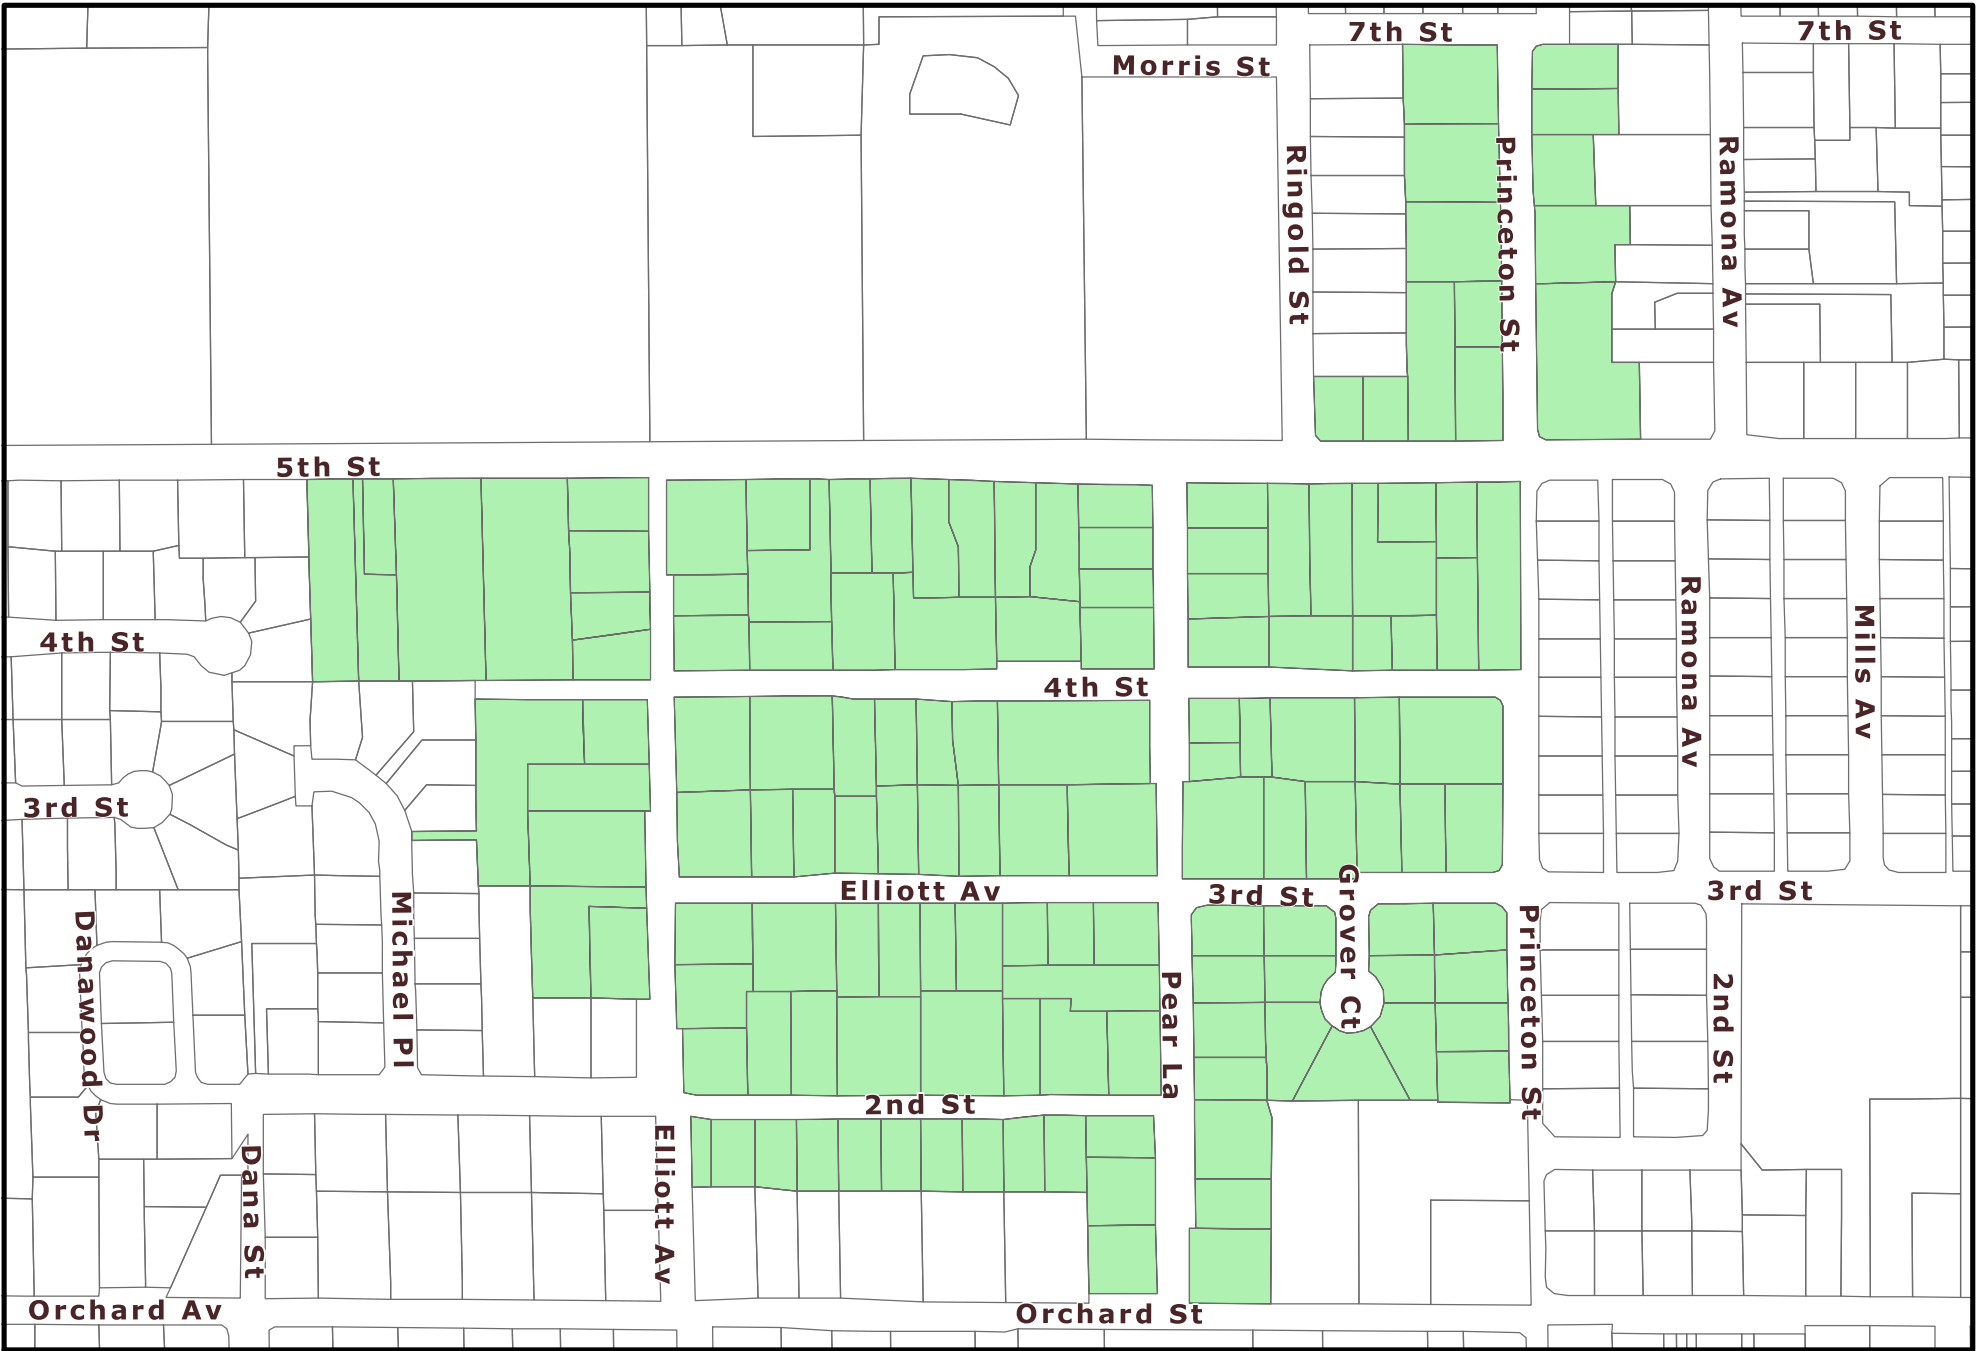 7th St
7th St
Morris St
Ringold St
Princeton St
Ramona Av
5th St
4th St
4th St
Ramona Av
Mills Av
3rd St
Elliott Av
3rd St
Grover Ct
3rd St
Danawood Dr
Michael Pl
Pear La
Princeton St
2nd St
2nd St
Dana St
Elliott Av
Orchard Av
Orchard St